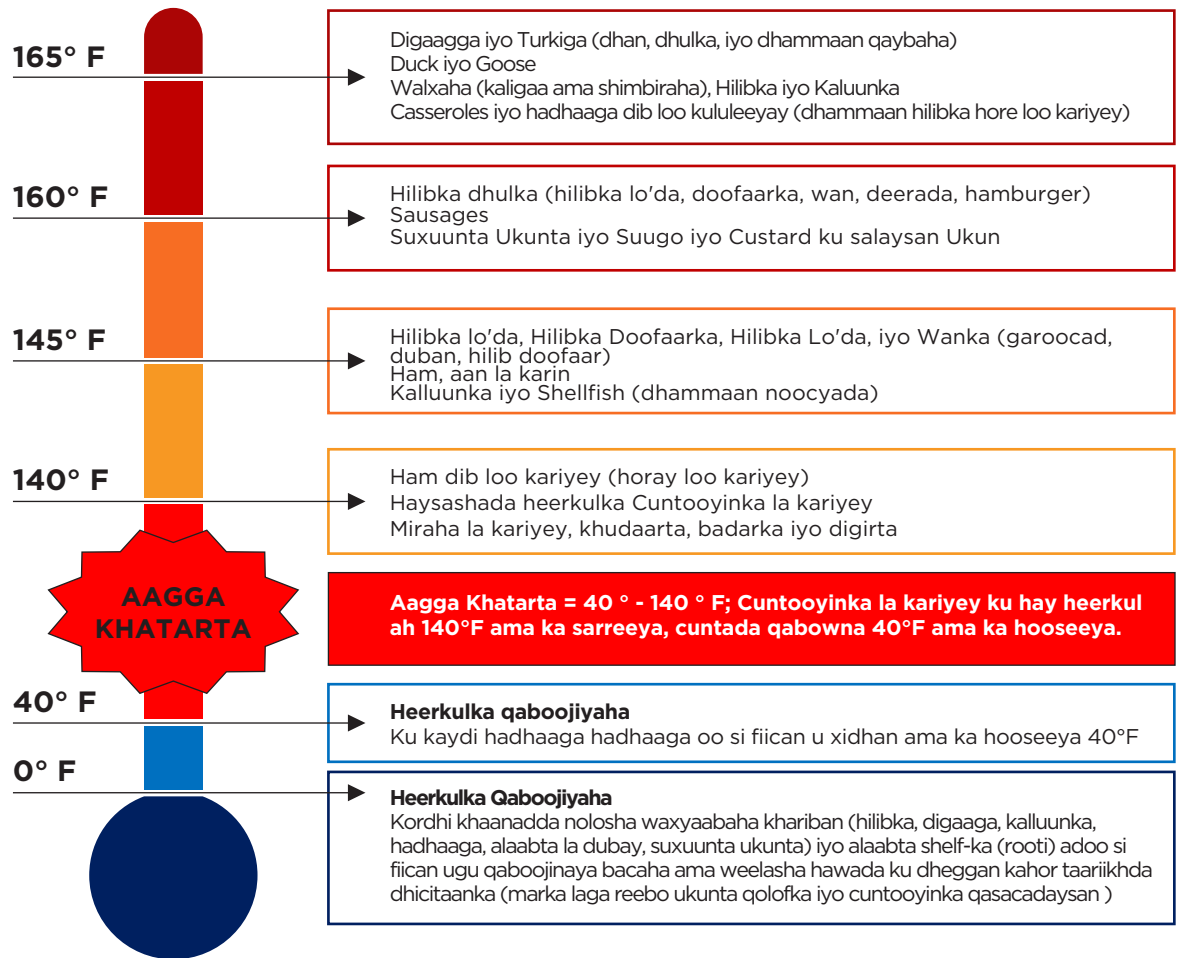 165° F
Digaagga iyo Turkiga (dhan, dhulka, iyo dhammaan qaybaha)
Duck iyo Goose
Walxaha (kaligaa ama shimbiraha), Hilibka iyo Kaluunka
Casseroles iyo hadhaaga dib loo kululeeyay (dhammaan hilibka hore loo kariyey)
160° F
Hilibka dhulka (hilibka lo'da, doofaarka, wan, deerada, hamburger)
Sausages
Suxuunta Ukunta iyo Suugo iyo Custard ku salaysan Ukun
145° F
Hilibka lo'da, Hilibka Doofaarka, Hilibka Lo'da, iyo Wanka (garoocad,
duban, hilib doofaar)
Ham, aan la karin
Kalluunka iyo Shellfish (dhammaan noocyada)
140° F
Ham dib loo kariyey (horay loo kariyey)
Haysashada heerkulka Cuntooyinka la kariyey
Miraha la kariyey, khudaarta, badarka iyo digirta
AAGGA
KHATARTA
Aagga Khatarta = 40 ° - 140 ° F; Cuntooyinka la kariyey ku hay heerkul
ah 140°F ama ka sarreeya, cuntada qabowna 40°F ama ka hooseeya.
40° F
Heerkulka qaboojiyaha
Ku kaydi hadhaaga hadhaaga oo si fiican u xidhan ama ka hooseeya 40°F
0° F
Heerkulka Qaboojiyaha
Kordhi khaanadda nolosha waxyaabaha khariban (hilibka, digaaga, kalluunka,
hadhaaga, alaabta la dubay, suxuunta ukunta) iyo alaabta shelf-ka (rooti) adoo si
fiican ugu qaboojinaya bacaha ama weelasha hawada ku dheggan kahor taariikhda
dhicitaanka (marka laga reebo ukunta qolofka iyo cuntooyinka qasacadaysan )